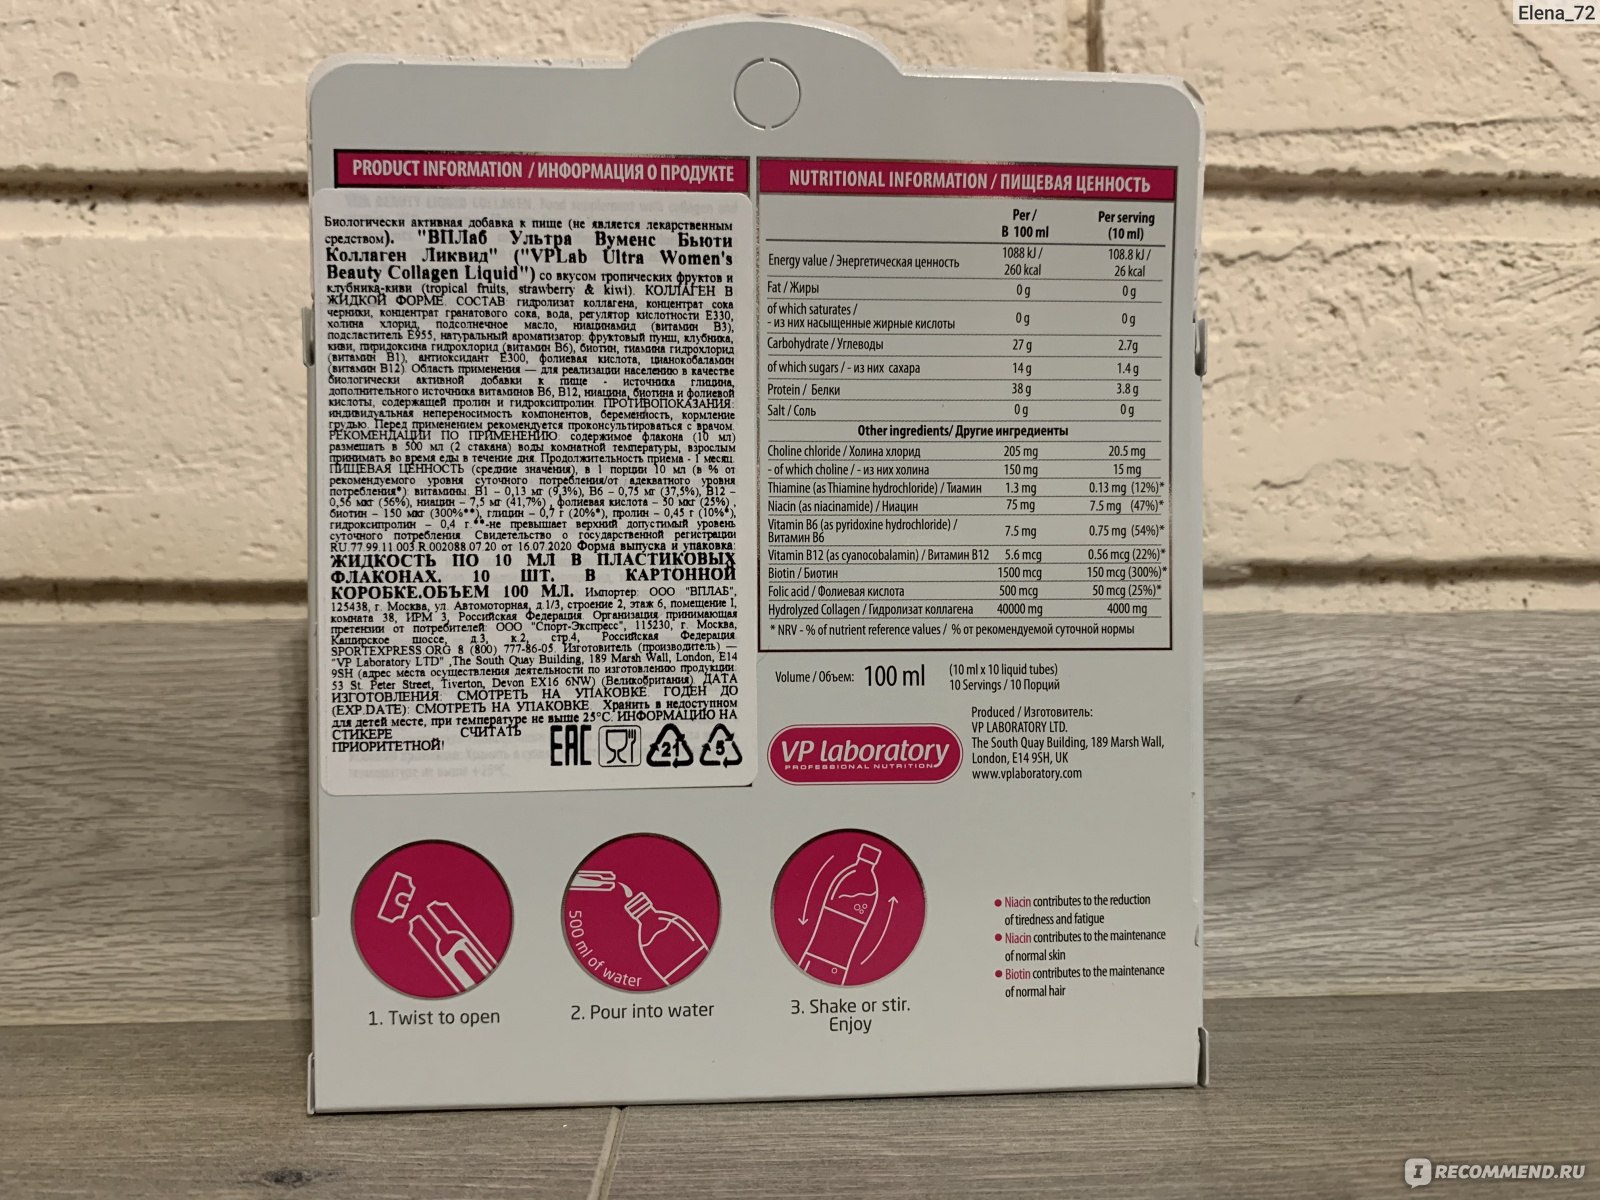 Elena_72
PRODUCT INFORMATION / ИНФОРМАЦИЯ О ПРОДУКТЕ
Биологически активная добавка к пище (не является лекарственным
средством). "ВПЛаб Ультра Вуменс Бьюти
Коллаген Ликвид" ("VPLab Ultra Women's
Beauty Collagen Liquid") со вкусом тропических фруктов и
клубника-киви (tropical fruits, strawberry & kiwi). КОЛЛАГЕН В
ЖИДКОЙ ФОРМЕ. СОСТАВ гидролизат коллагена, концентрат сока
черники, концентрат гранатового сока, вода, регулятор кислотности Е330,
холина хлорид, подсолнечное масло, ниацинамид (витамин В3),
подсластитель Е955, натуральный ароматизатор: фруктовый пунш, клубника,
киви, пиридоксина гидрохлорид (витамин В6), биотин, тиамина гидрохлорид
(витамин В1), антиоксидант Е300, фолиевая кислота, цианокобаламин
(витамин В12). Область применения — для реализации населению в качестве
биологически активной добавки к пище - источника глицина,
дополнительного источника витаминов В6, В12, ниацина, биотина и фолиевой
кислоты, содержащей пролин и гидроксипролин. ПРОТИВОПОКАЗАНИЯ:
индивидуальная непереносимость компонентов, беременность, кормление
грудью. Перед применением рекомендуется проконсультироваться с врачом.
РЕКОМЕНДАЦИИ ПО ПРИМЕНЕНИЮ: содержимое флакона (10 мл)
размешать в 500 мл (2 стакана) воды комнатной температуры, взрослым
принимать во время еды в течение дня. Продолжительность приема - 1 месяц.
ПИЩЕВАЯ ЦЕННОСТЬ (средние значения), в 1 порции 10 мл (в % от
рекомендуемого уровня суточного потребления/от адекватного уровня
потребления*): витамины: В1 – 0,13 мг (9,3%), В6 – 0,75 мг (37,5%), В12 –
0,56 мкг (56%), ниацин – 7,5 мг (41,7%), фолиевая кислота – 50 мкг (25%),
биотин – 150 мкг (300%**), глицин – 0,7 г (20%*), пролин – 0,45 г (10%*),
гидроксипролин – 0,4 г. **-не превышает верхний допустимый уровень
суточного потребления. Свидетельство о государственной регистрации
RU.77.99.11.003.R.002088.07.20 от 16.07.2020 Форма выпуска и упаковка:
ЖИДКОСТЬ ПО 10 МЛ В ПЛАСТИКОВЫХ
ФЛАКОНАХ. 10 ШТ. В КАРТОННОЙ
КОРОБКЕ.ОБЪЕМ 100 МЛ. Импортер: ООО "ВПЛАБ",
125438, г. Москва, ул. Автомоторная, д.1/3, строение 2, этаж 6, помещение I,
комната 38, ИРМ 3, Российская Федерация. Организация принимающая
претензии от потребителей: ООО "Спорт-Экспресс", 115230, г. Москва,
Каширское шоссе, д.3, к.2, стр.4, Российская Федерация.
SPORTEXPRESS.ORG 8 (800) 777-86-05. Изготовитель (производитель) —
"VP Laboratory LTD" ,The South Quay Building, 189 Marsh Wall, London, E14
9SH (адрес места осуществления деятельности по изготовлению продукции:
53 St. Peter Street, Tiverton, Devon EX16 6NW) (Великобритания). ДАТА
ИЗГОТОВЛЕНИЯ: СМОТРЕТЬ НА УПАКОВКЕ. ГОДЕН ДО
(EXP.DATE): СМОТРЕТЬ НА УПАКОВКЕ. Хранить в недоступном
для детей месте, при температуре не выше 25°C. ИНФОРМАЦИЮ НА
СТИКЕРЕ СЧИТАТЬ
ПРИОРИТЕТНОЙ!
EAC 21 5
NUTRITIONAL INFORMATION / ПИЩЕВАЯ ЦЕННОСТЬ
Per / Per serving
В 100 ml (10 ml)
Energy value / Энергетическая ценность 1088 kJ / 260 kcal 108.8 kJ / 26 kcal
Fat / Жиры 0 g 0 g
of which saturates /
- из них насыщенные жирные кислоты 0 g 0 g
Carbohydrate / Углеводы 27 g 2.7g
of which sugars / - из них сахара 14 g 1.4 g
Protein / Белки 38 g 3.8 g
Salt / Соль 0 g 0 g
Other ingredients/ Другие ингредиенты
Choline chloride / Холина хлорид 205 mg 20.5 mg
- of which choline / - из них холина 150 mg 15 mg
Thiamine (as Thiamine hydrochloride) / Тиамин 1.3 mg 0.13 mg (12%)*
Niacin (as niacinamide) / Ниацин 75 mg 7.5 mg (47%)*
Vitamin B6 (as pyridoxine hydrochloride) /
Витамин B6 7.5 mg 0.75 mg (54%)*
Vitamin B12 (as cyanocobalamin) / Витамин B12 5.6 mcg 0.56 mcg (22%)*
Biotin / Биотин 1500 mcg 150 mcg (300%)*
Folic acid / Фолиевая кислота 500 mcg 50 mcg (25%)*
Hydrolyzed Collagen / Гидролизат коллагена 40000 mg 4000 mg
* NRV - % of nutrient reference values / % от рекомендуемой суточной нормы
Volume / Объем: 100 ml (10 ml x 10 liquid tubes)
10 Servings / 10 Порций
VP laboratory
PROFESSIONAL NUTRITION
Produced / Изготовитель:
VP LABORATORY LTD.
The South Quay Building, 189 Marsh Wall,
London, E14 9SH, UK
www.vplaboratory.com
500 ml of water
1. Twist to open
2. Pour into water
3. Shake or stir.
Enjoy
• Niacin contributes to the reduction
of tiredness and fatigue
• Niacin contributes to the maintenance
of normal skin
• Biotin contributes to the maintenance
of normal hair
IRECOMMEND.RU